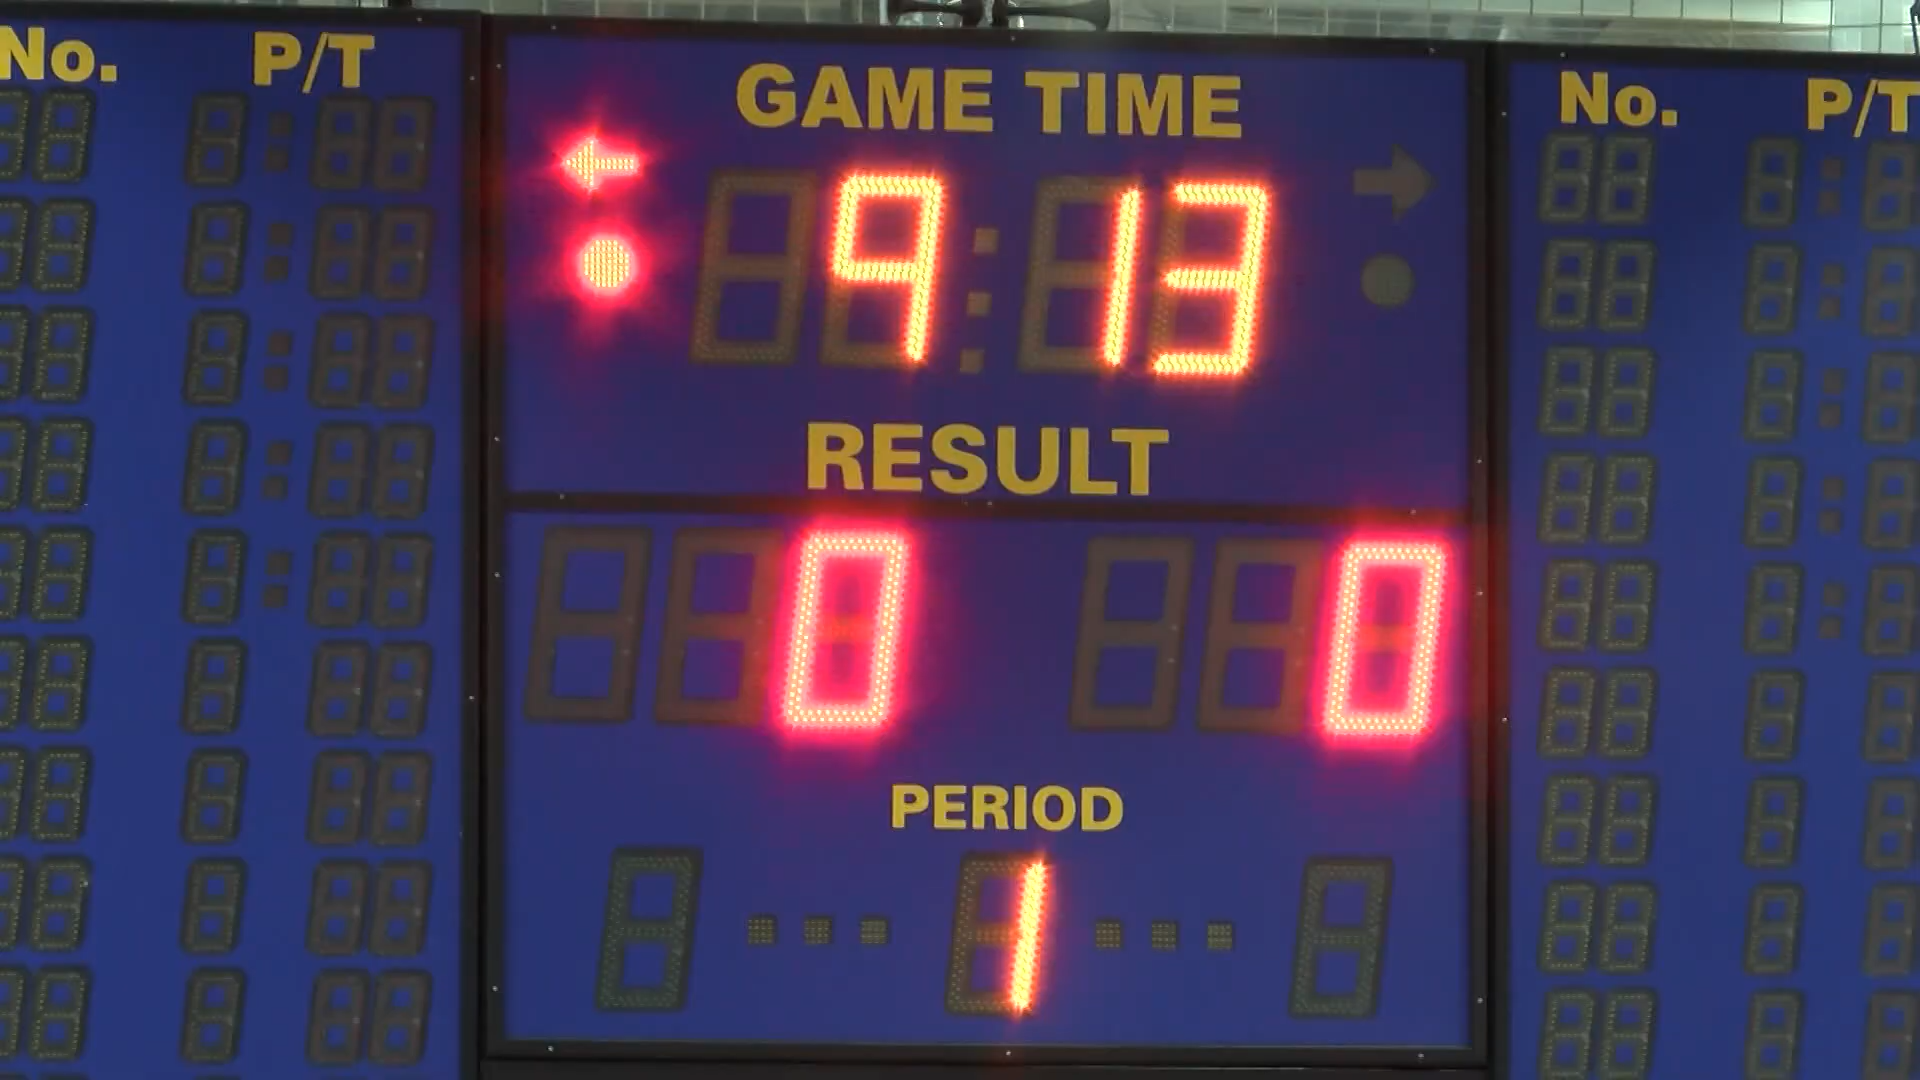 No. P/T
GAME TIME
No. P/T
9 13
RESULT
0 0
PERIOD
1